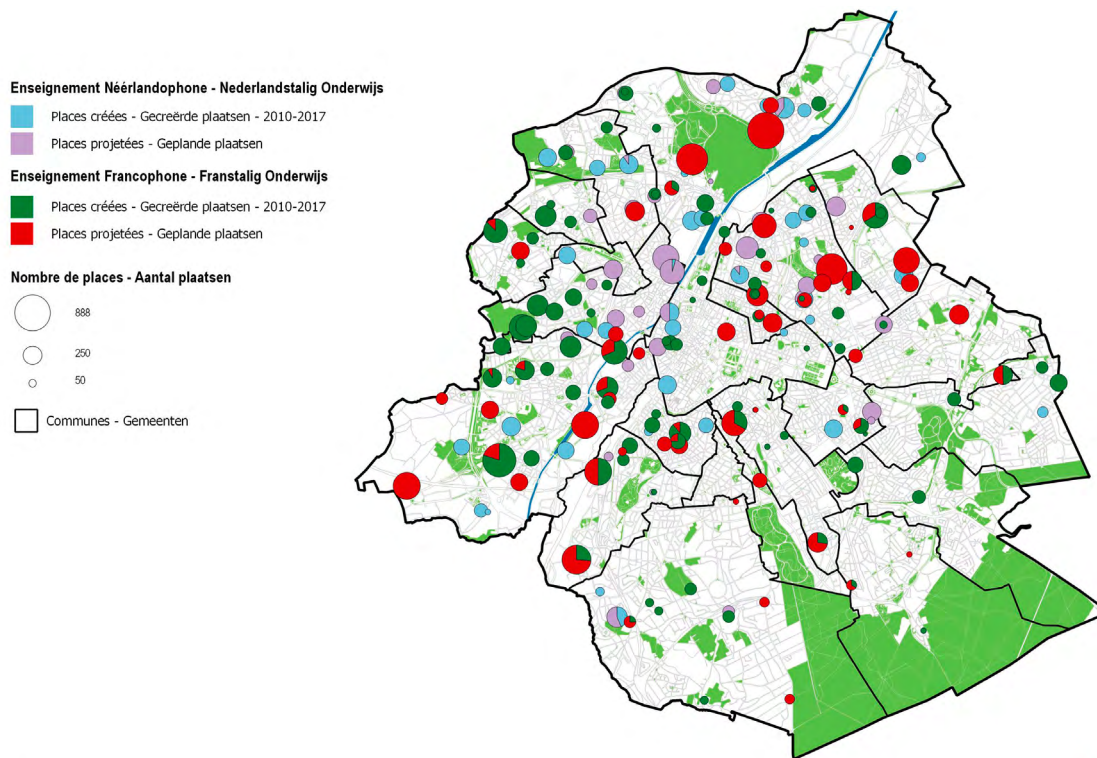 Enseignement Néérlandophone - Nederlandstalig Onderwijs
Places créées - Gecreërde plaatsen - 2010-2017
Places projetées - Geplande plaatsen
Enseignement Francophone - Franstalig Onderwijs
Places créées - Gecreërde plaatsen - 2010-2017
Places projetées - Geplande plaatsen
Nombre de places - Aantal plaatsen
888
250
50
Communes - Gemeenten